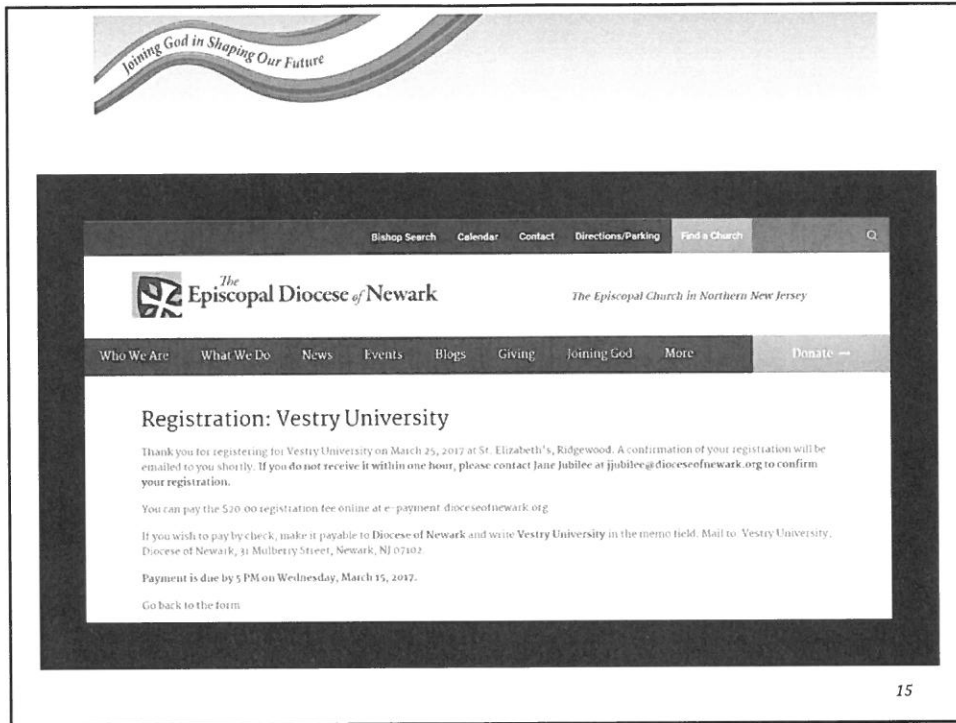 Joining God in Shaping Our Future
Bishop Search Calendar Contact Directions/Parking Find a Church
The
Episcopal Diocese of Newark
The Episcopal Church in Northern New Jersey
Who We Are What We Do News Events Blogs Giving Joining God More Donate →
Registration: Vestry University
Thank you for registering for Vestry University on March 25, 2017 at St. Elizabeth's, Ridgewood. A confirmation of your registration will be
emailed to you shortly. If you do not receive it within one hour, please contact Jane Jubilee at jjubilee@dioceseofnewark.org to confirm
your registration.
You can pay the $20.00 registration fee online at e-payment.dioceseofnewark.org
If you wish to pay by check, make it payable to Diocese of Newark and write Vestry University in the memo field. Mail to: Vestry University,
Diocese of Newark, 31 Mulberry Street, Newark, NJ 07102
Payment is due by 5 PM on Wednesday, March 15, 2017.
Go back to the form
15